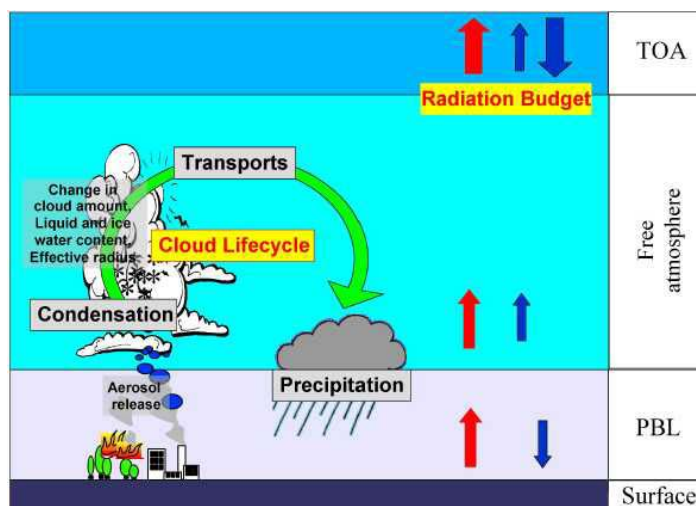 TOA
Radiation Budget
Transports
Change in
cloud amount,
Liquid and ice
water content,
Effective radius
Cloud Lifecycle
Free
atmosphere
Condensation
Precipitation
Aerosol
release
PBL
Surface